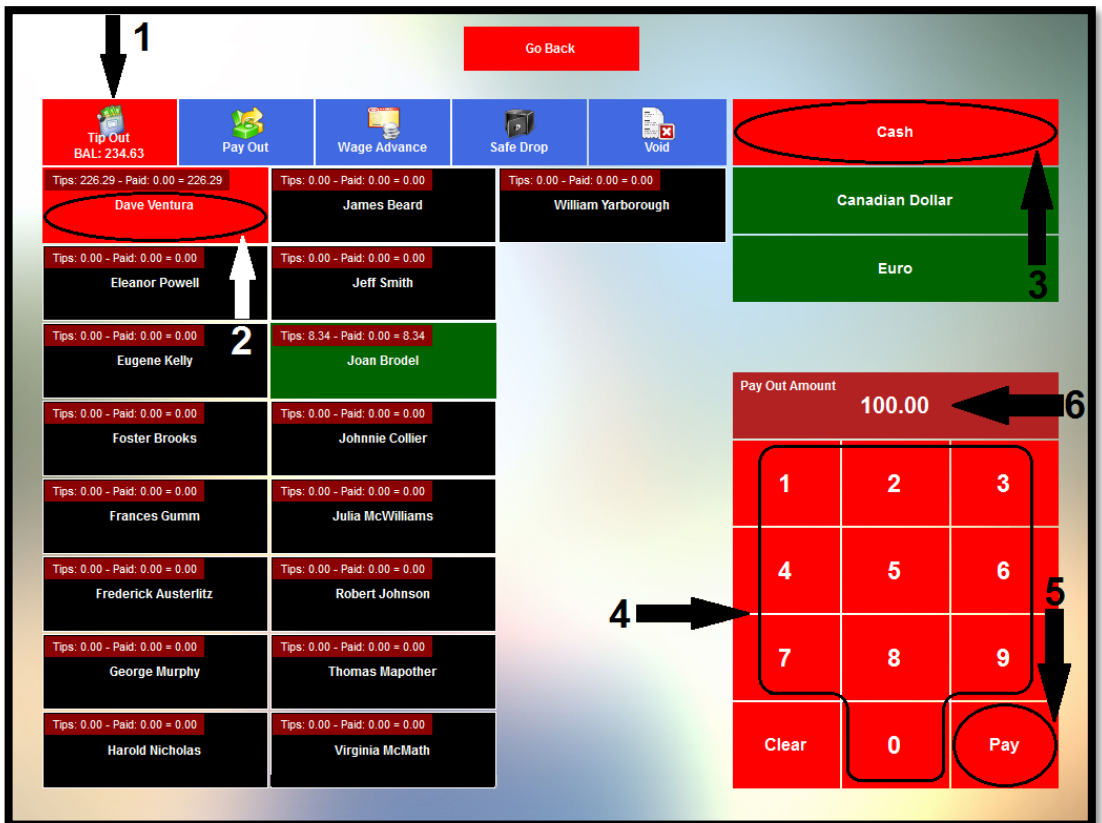 1
Go Back
Tip Out
BAL: 234.63
Pay Out
Wage Advance
Safe Drop
Void
Cash
Tips: 226.29 - Paid: 0.00 = 226.29
Dave Ventura
Tips: 0.00 - Paid: 0.00 = 0.00
James Beard
Tips: 0.00 - Paid: 0.00 = 0.00
William Yarborough
Canadian Dollar
Tips: 0.00 - Paid: 0.00 = 0.00
Eleanor Powell
Tips: 0.00 - Paid: 0.00 = 0.00
Jeff Smith
Euro
3
2
Tips: 0.00 - Paid: 0.00 = 0.00
Eugene Kelly
Tips: 8.34 - Paid: 0.00 = 8.34
Joan Brodel
Tips: 0.00 - Paid: 0.00 = 0.00
Foster Brooks
Tips: 0.00 - Paid: 0.00 = 0.00
Johnnie Collier
Pay Out Amount
100.00
6
Tips: 0.00 - Paid: 0.00 = 0.00
Frances Gumm
Tips: 0.00 - Paid: 0.00 = 0.00
Julia McWilliams
1
2
3
Tips: 0.00 - Paid: 0.00 = 0.00
Frederick Austerlitz
Tips: 0.00 - Paid: 0.00 = 0.00
Robert Johnson
4
5
6
5
4
Tips: 0.00 - Paid: 0.00 = 0.00
George Murphy
Tips: 0.00 - Paid: 0.00 = 0.00
Thomas Mapother
7
8
9
Tips: 0.00 - Paid: 0.00 = 0.00
Harold Nicholas
Tips: 0.00 - Paid: 0.00 = 0.00
Virginia McMath
Clear
0
Pay